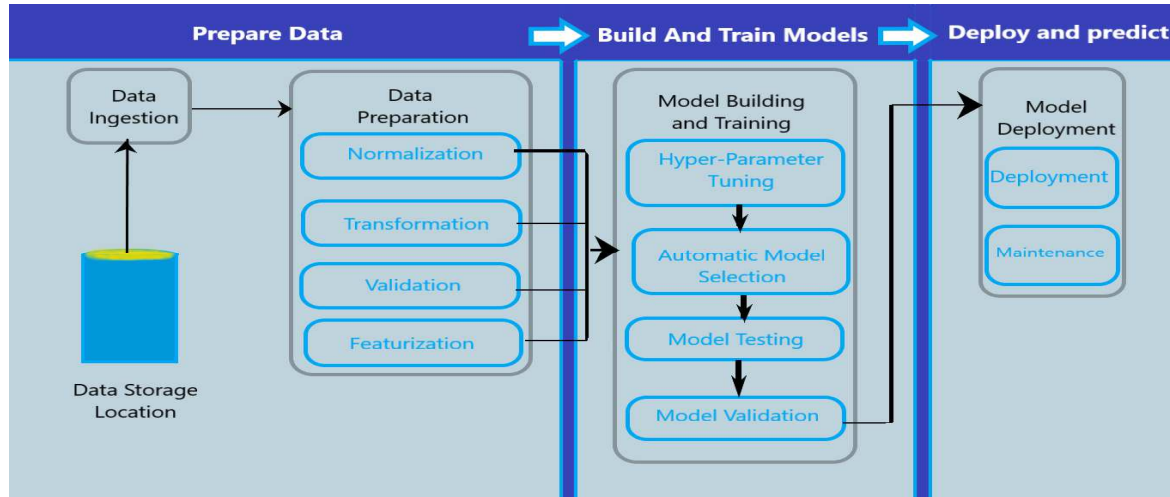 Prepare Data
Build And Train Models
Deploy and predict
Data
Ingestion
Data Storage
Location
Data
Preparation
Normalization
Transformation
Validation
Featurization
Model Building
and Training
Hyper-Parameter
Tuning
Automatic Model
Selection
Model Testing
Model Validation
Model
Deployment
Deployment
Maintenance